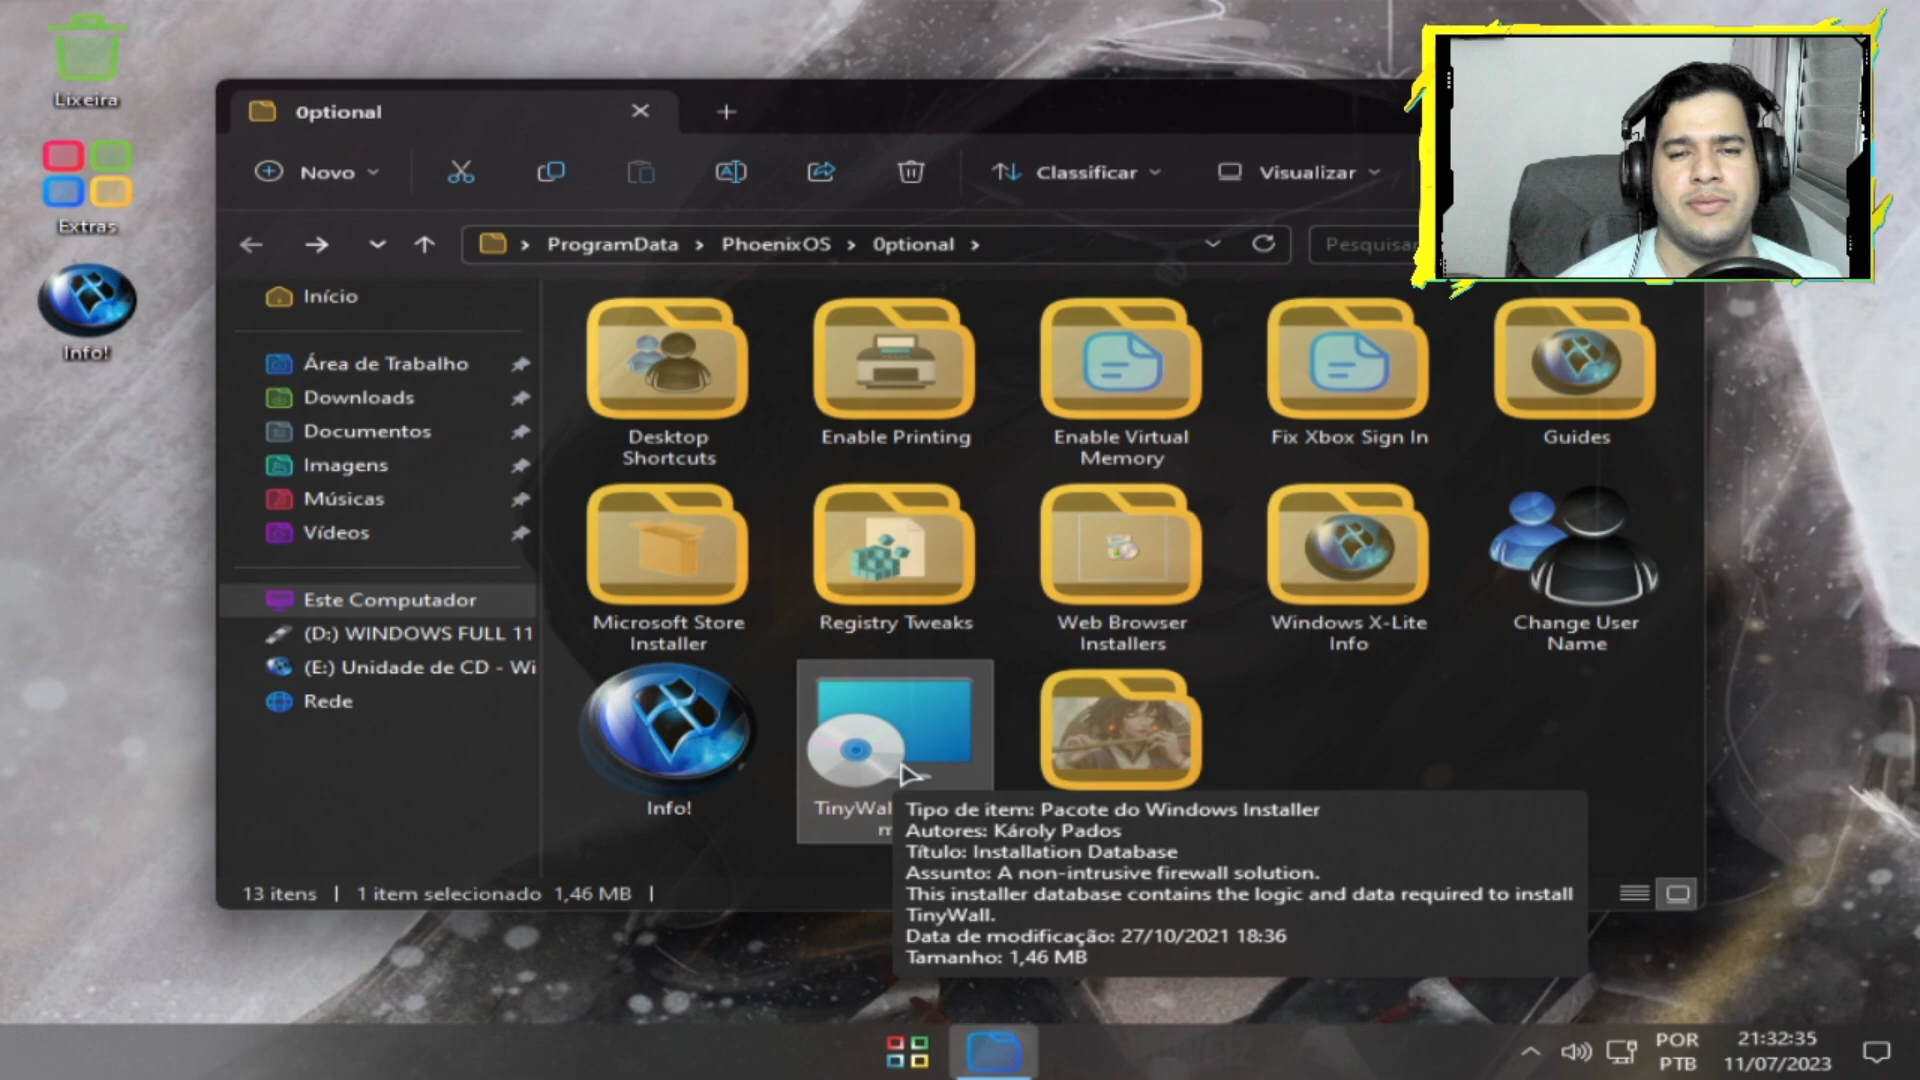 Lixeira
Extras
Info!
0ptional
Novo
Classificar
Visualizar
ProgramData
PhoenixOS
0ptional
Pesquisar
Início
Área de Trabalho
Downloads
Documentos
Imagens
Músicas
Vídeos
Este Computador
(D:) WINDOWS FULL 11
(E:) Unidade de CD - Wi
Rede
Desktop
Shortcuts
Enable Printing
Enable Virtual
Memory
Fix Xbox Sign In
Guides
Microsoft Store
Installer
Registry Tweaks
Web Browser
Installers
Windows X-Lite
Info
Change User
Name
Info!
TinyWal
Tipo de item: Pacote do Windows Installer
Autores: Károly Pados
Título: Installation Database
Assunto: A non-intrusive firewall solution.
This installer database contains the logic and data required to install
TinyWall.
Data de modificação: 27/10/2021 18:36
Tamanho: 1,46 MB
13 itens | 1 item selecionado 1,46 MB |
POR
PTB
21:32:35
11/07/2023